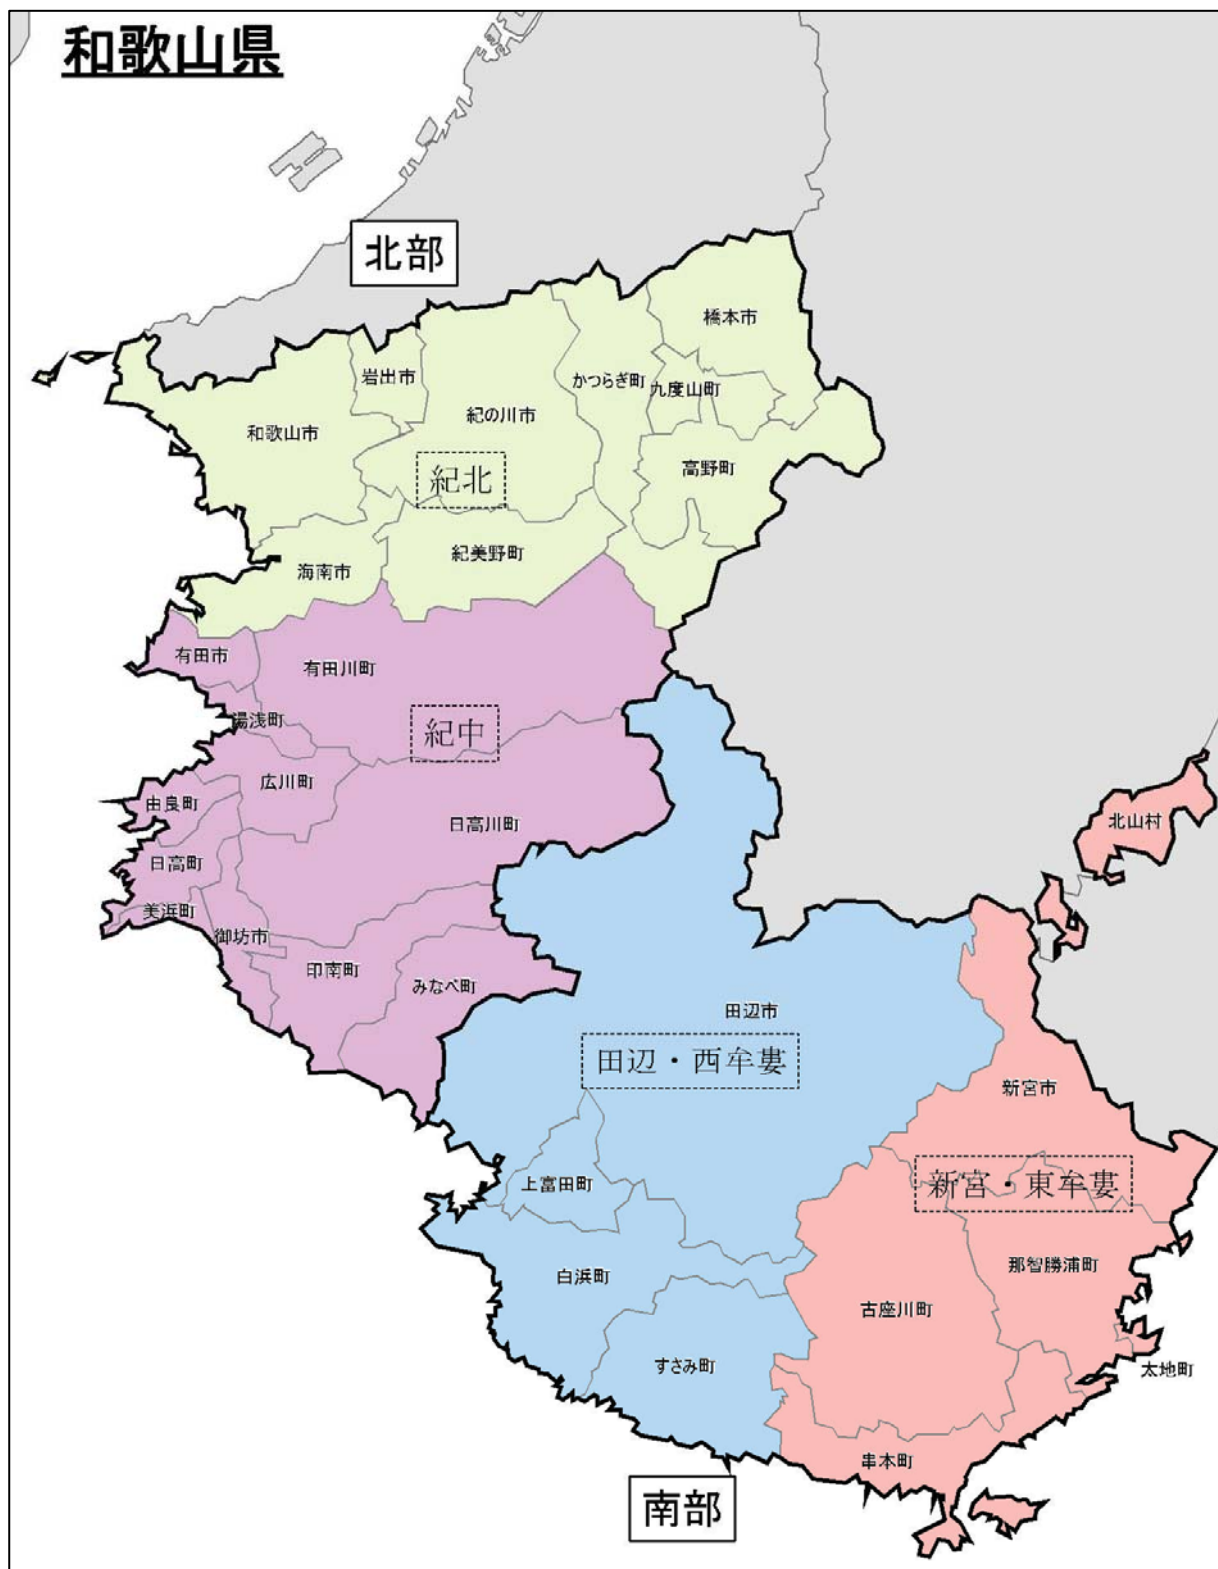 和歌山県
北部
橋本市
岩出市
かつらぎ町
九度山町
紀の川市
和歌山市
高野町
紀北
紀美野町
海南市
有田市
有田川町
湯浅町
紀中
広川町
由良町
日高川町
北山村
日高町
美浜町
御坊市
印南町
みなべ町
田辺市
田辺・西牟婁
新宮市
上富田町
新宮・東牟婁
那智勝浦町
白浜町
古座川町
すさみ町
太地町
串本町
南部